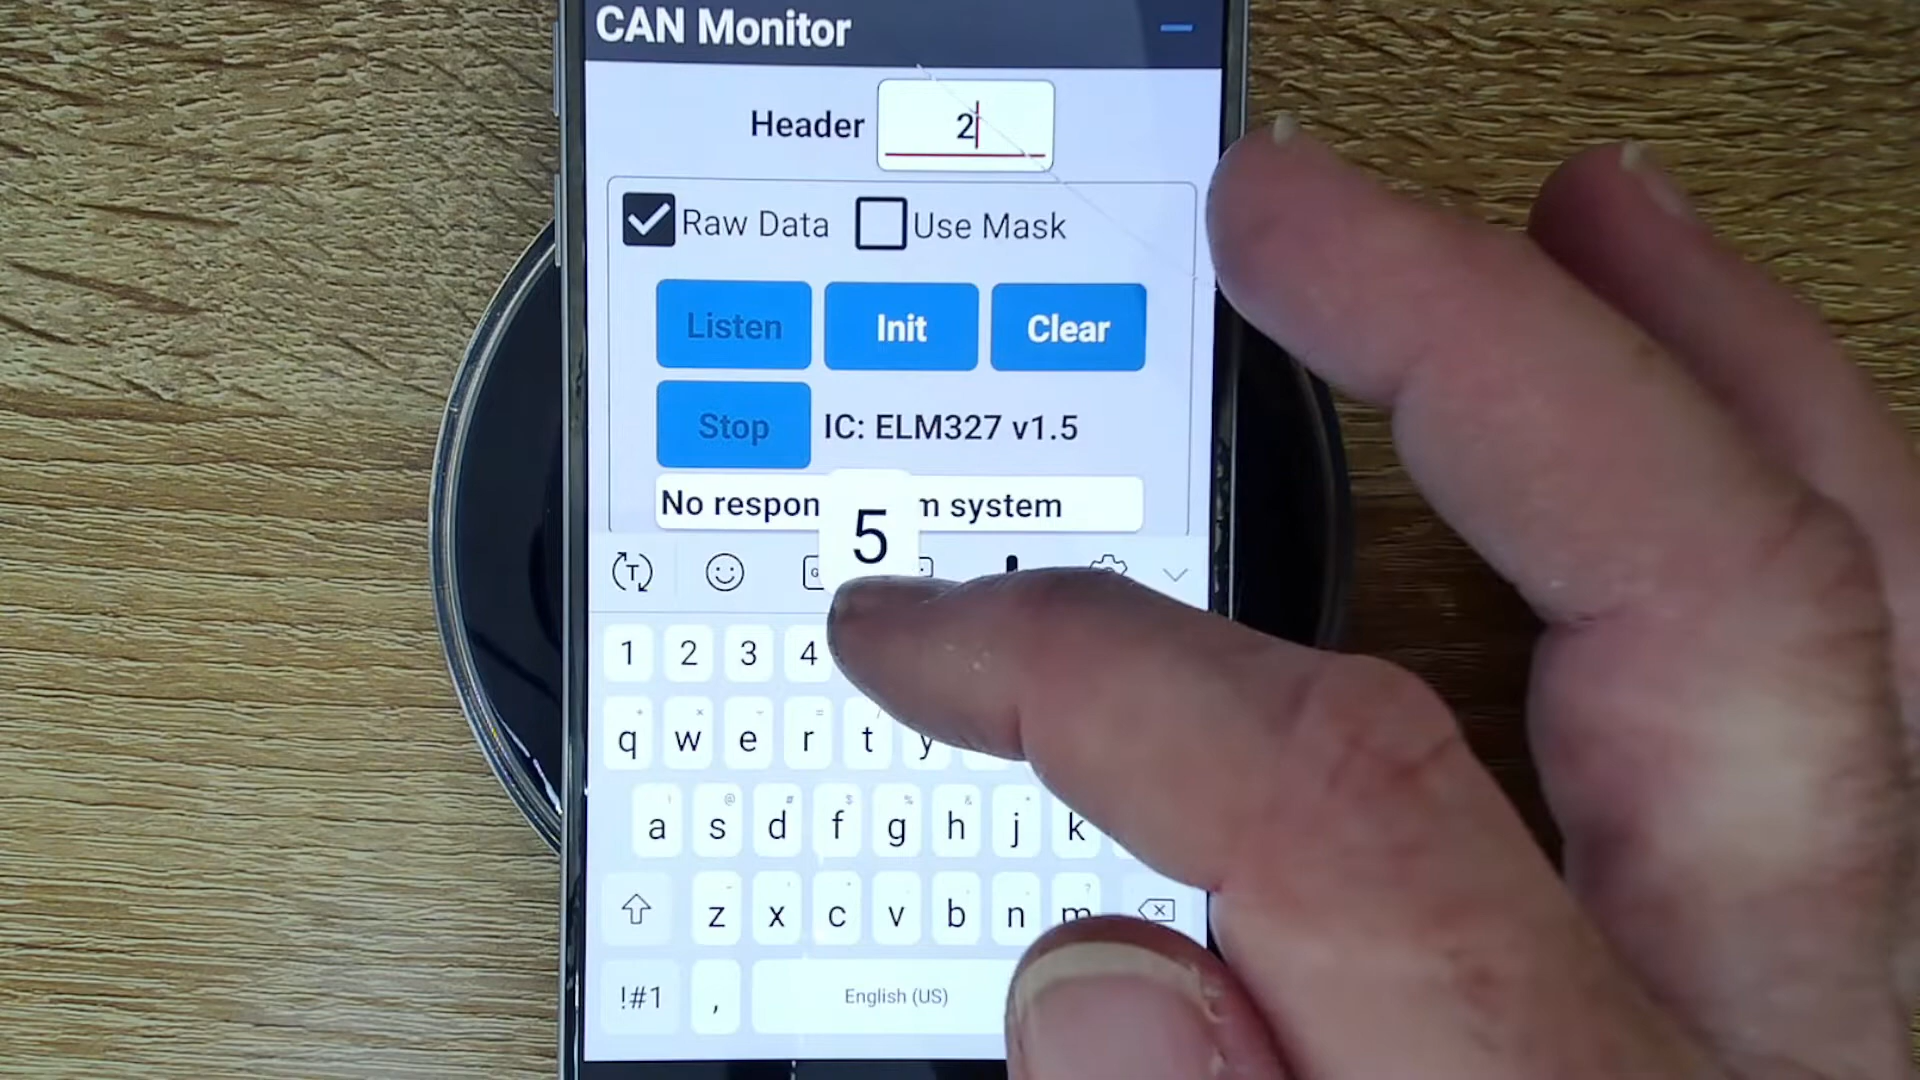 CAN Monitor
Header 2
Raw Data Use Mask
Listen Init Clear
Stop IC: ELM327 v1.5
No respon m system
5
1 2 3 4
q w e r t y
a s d f g h j k
z x c v b n m
!#1 , English (US)